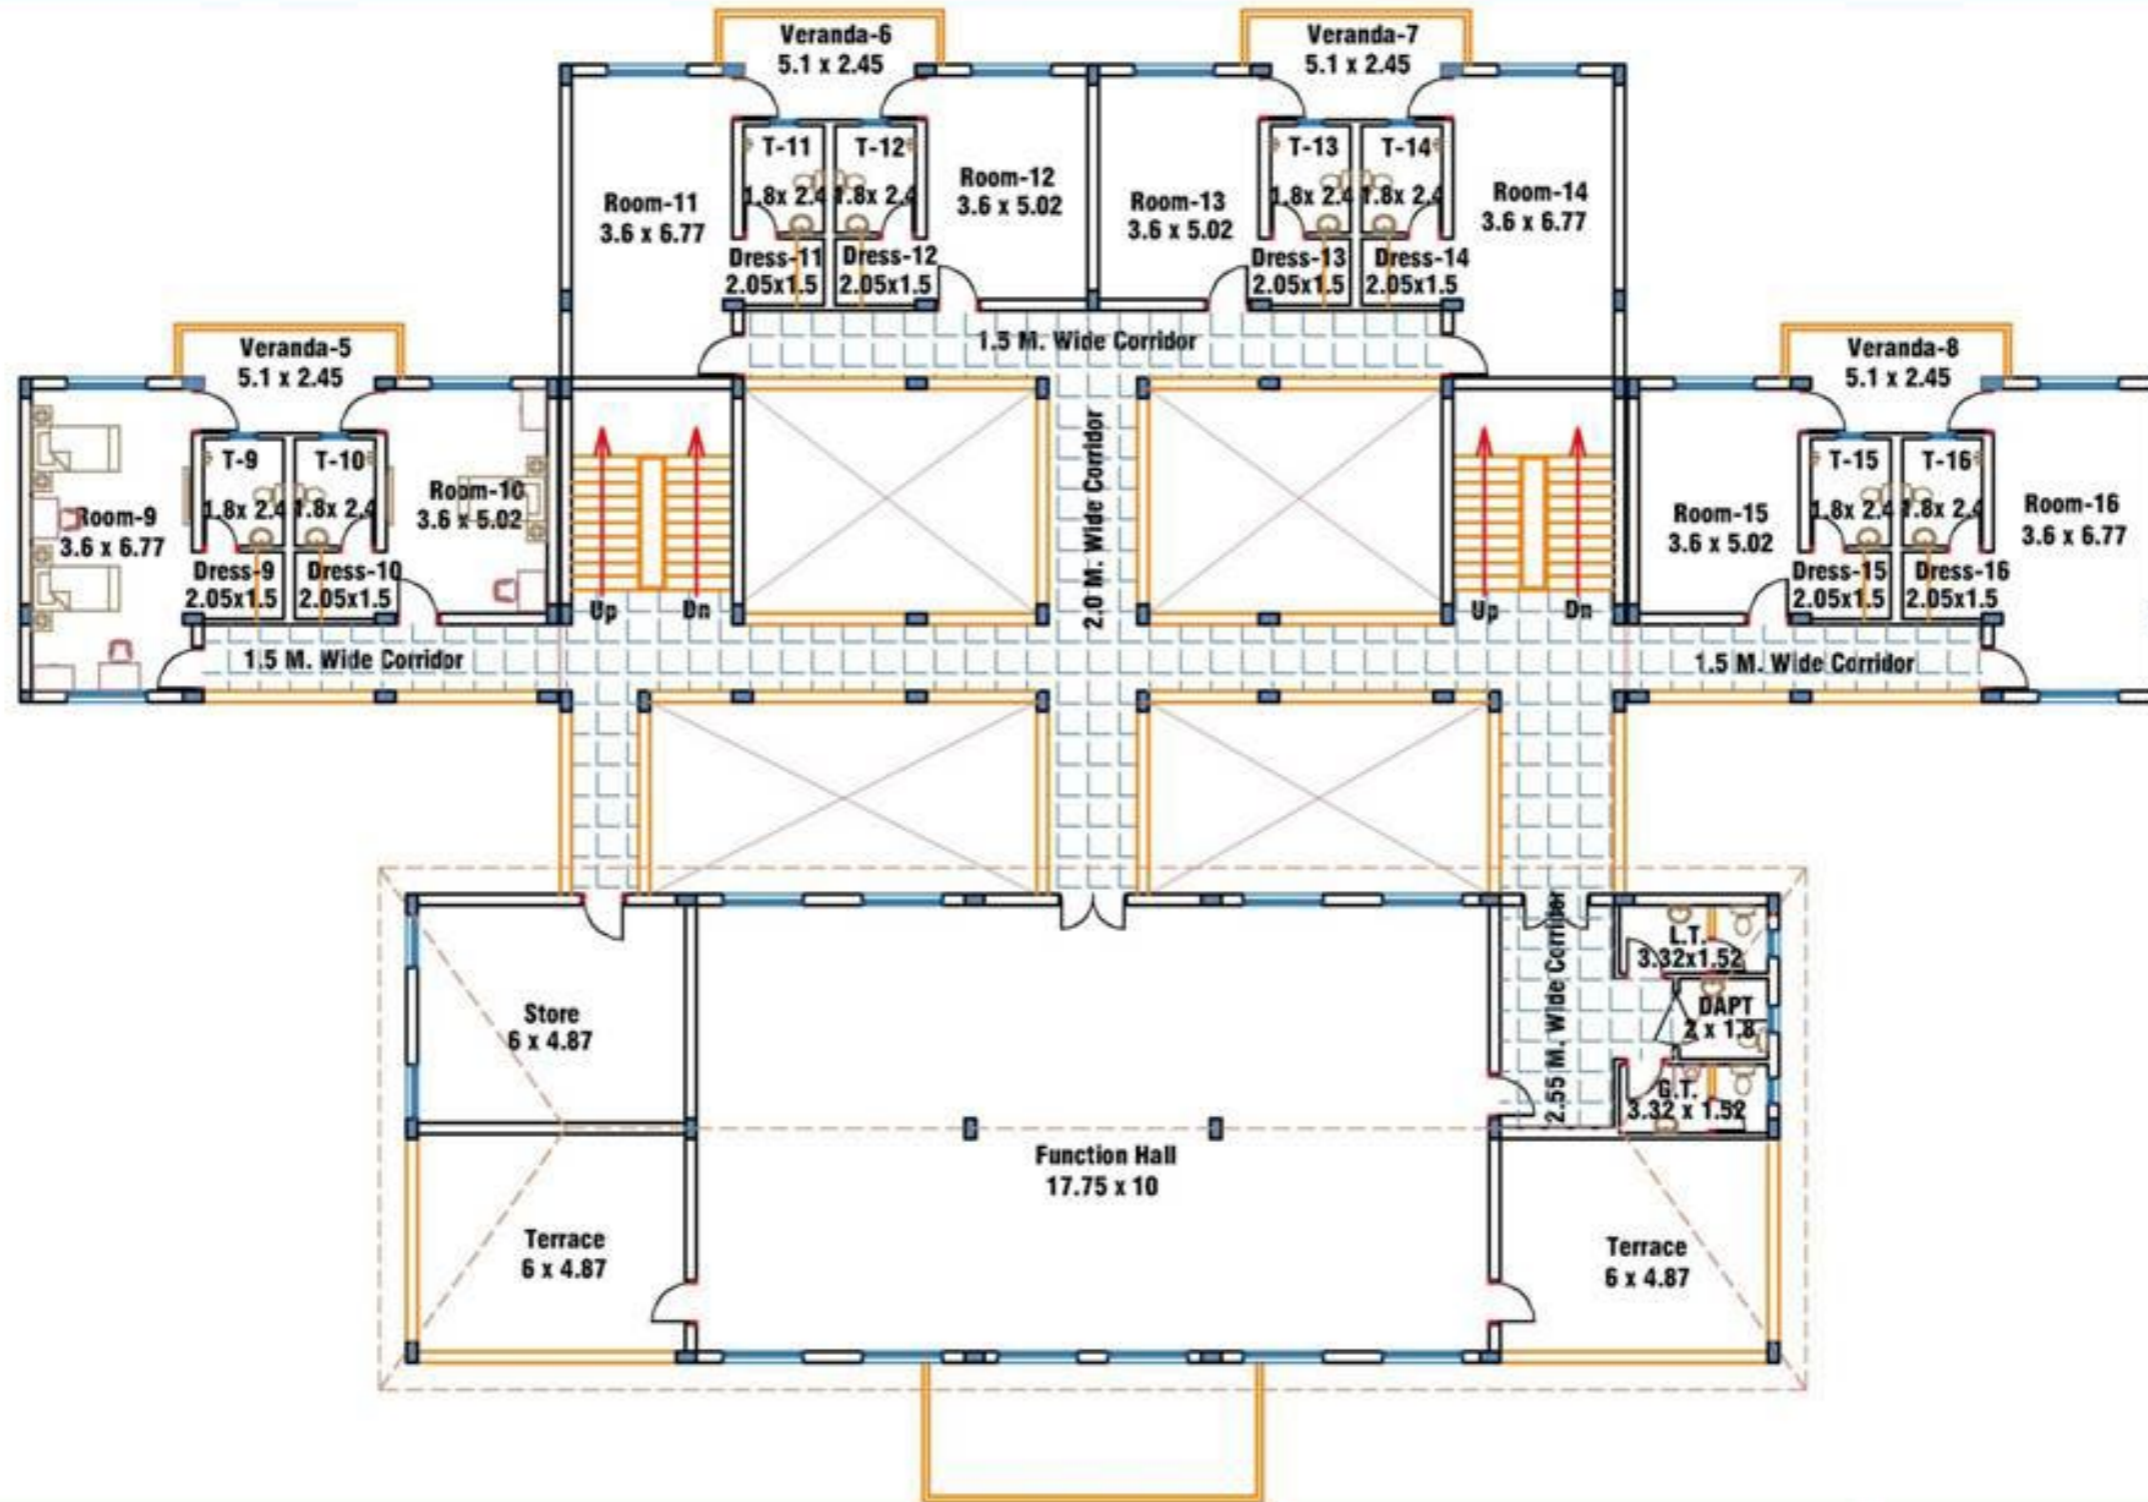 Veranda-6
5.1 x 2.45
Veranda-7
5.1 x 2.45
T-11
1.8x 2.4
T-12
1.8x 2.4
T-13
1.8x 2.4
T-14
1.8x 2.4
Room-11
3.6 x 6.77
Room-12
3.6 x 5.02
Room-13
3.6 x 5.02
Room-14
3.6 x 6.77
Dress-11
2.05x1.5
Dress-12
2.05x1.5
Dress-13
2.05x1.5
Dress-14
2.05x1.5
1.5 M. Wide Corridor
Veranda-5
5.1 x 2.45
Veranda-8
5.1 x 2.45
T-9
1.8x 2.4
T-10
1.8x 2.4
Room-9
3.6 x 6.77
Room-10
3.6 x 5.02
Dress-9
2.05x1.5
Dress-10
2.05x1.5
Up
Dn
2.0 M. Wide Corridor
Up
Dn
T-15
1.8x 2.4
T-16
1.8x 2.4
Room-15
3.6 x 5.02
Room-16
3.6 x 6.77
Dress-15
2.05x1.5
Dress-16
2.05x1.5
1.5 M. Wide Corridor
1.5 M. Wide Corridor
2.55 M. Wide Corridor
L.T.
3.32x1.52
DAPT
2 x 1.8
G.T.
3.32 x 1.52
Store
6 x 4.87
Function Hall
17.75 x 10
Terrace
6 x 4.87
Terrace
6 x 4.87